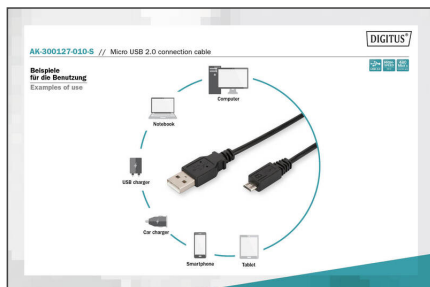 DIGITUS®
AK-300127-010-S // Micro USB 2.0 connection cable
Beispiele
für die Benutzung
Examples of use
Computer
Notebook
USB charger
Car charger
Smartphone
Tablet